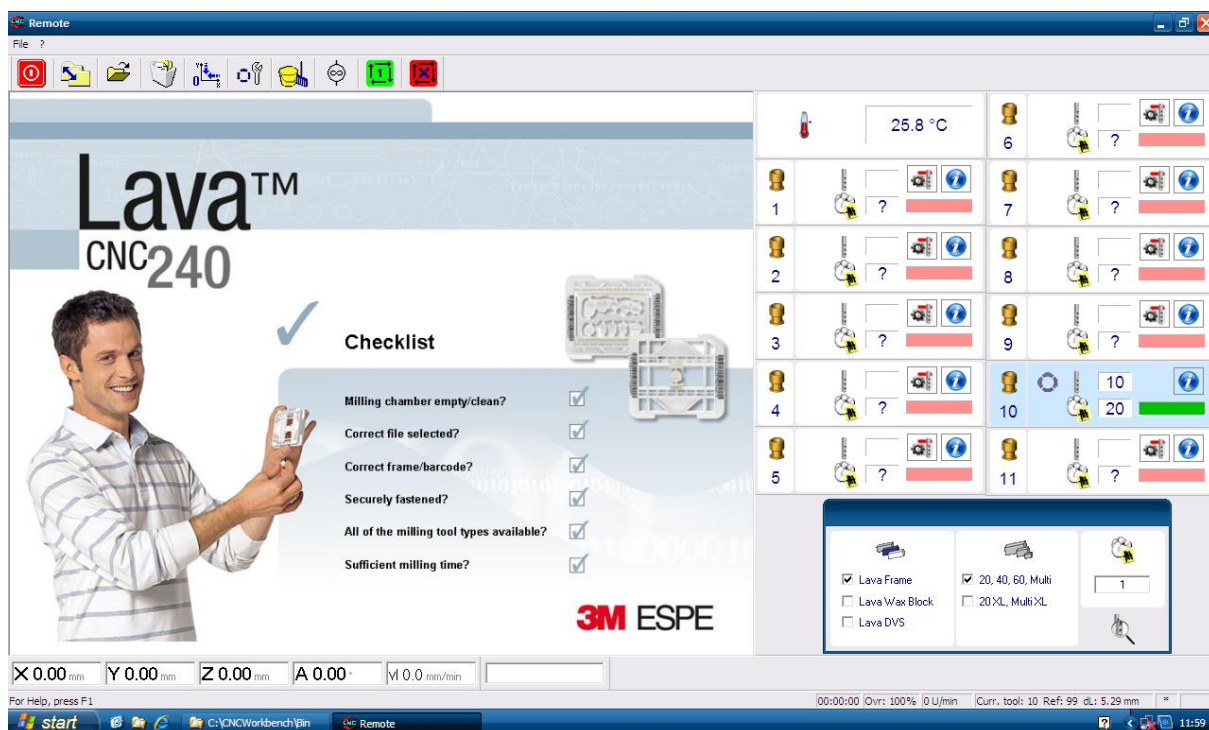 Remote
File ?
Lava™
CNC240
Checklist
Milling chamber empty/clean?
Correct file selected?
Correct frame/barcode?
Securely fastened?
All of the milling tool types available?
Sufficient milling time?
3M ESPE
25.8 °C
1 ?
2 ?
3 ?
4 ?
5 ?
6 ?
7 ?
8 ?
9 ?
10
10 20
11 ?
Lava Frame
Lava Wax Block
Lava DVS
20, 40, 60, Multi
20 XL, Multi XL
1
X 0.00 mm Y 0.00 mm Z 0.00 mm A 0.00 ° vf 0.0 mm/min
For Help, press F1
00:00:00 Ovr: 100% 0 U/min Curr. tool: 10 Ref: 99 dL: 5.29 mm *
start C:\CNCWorkbench\Bin Remote 11:59